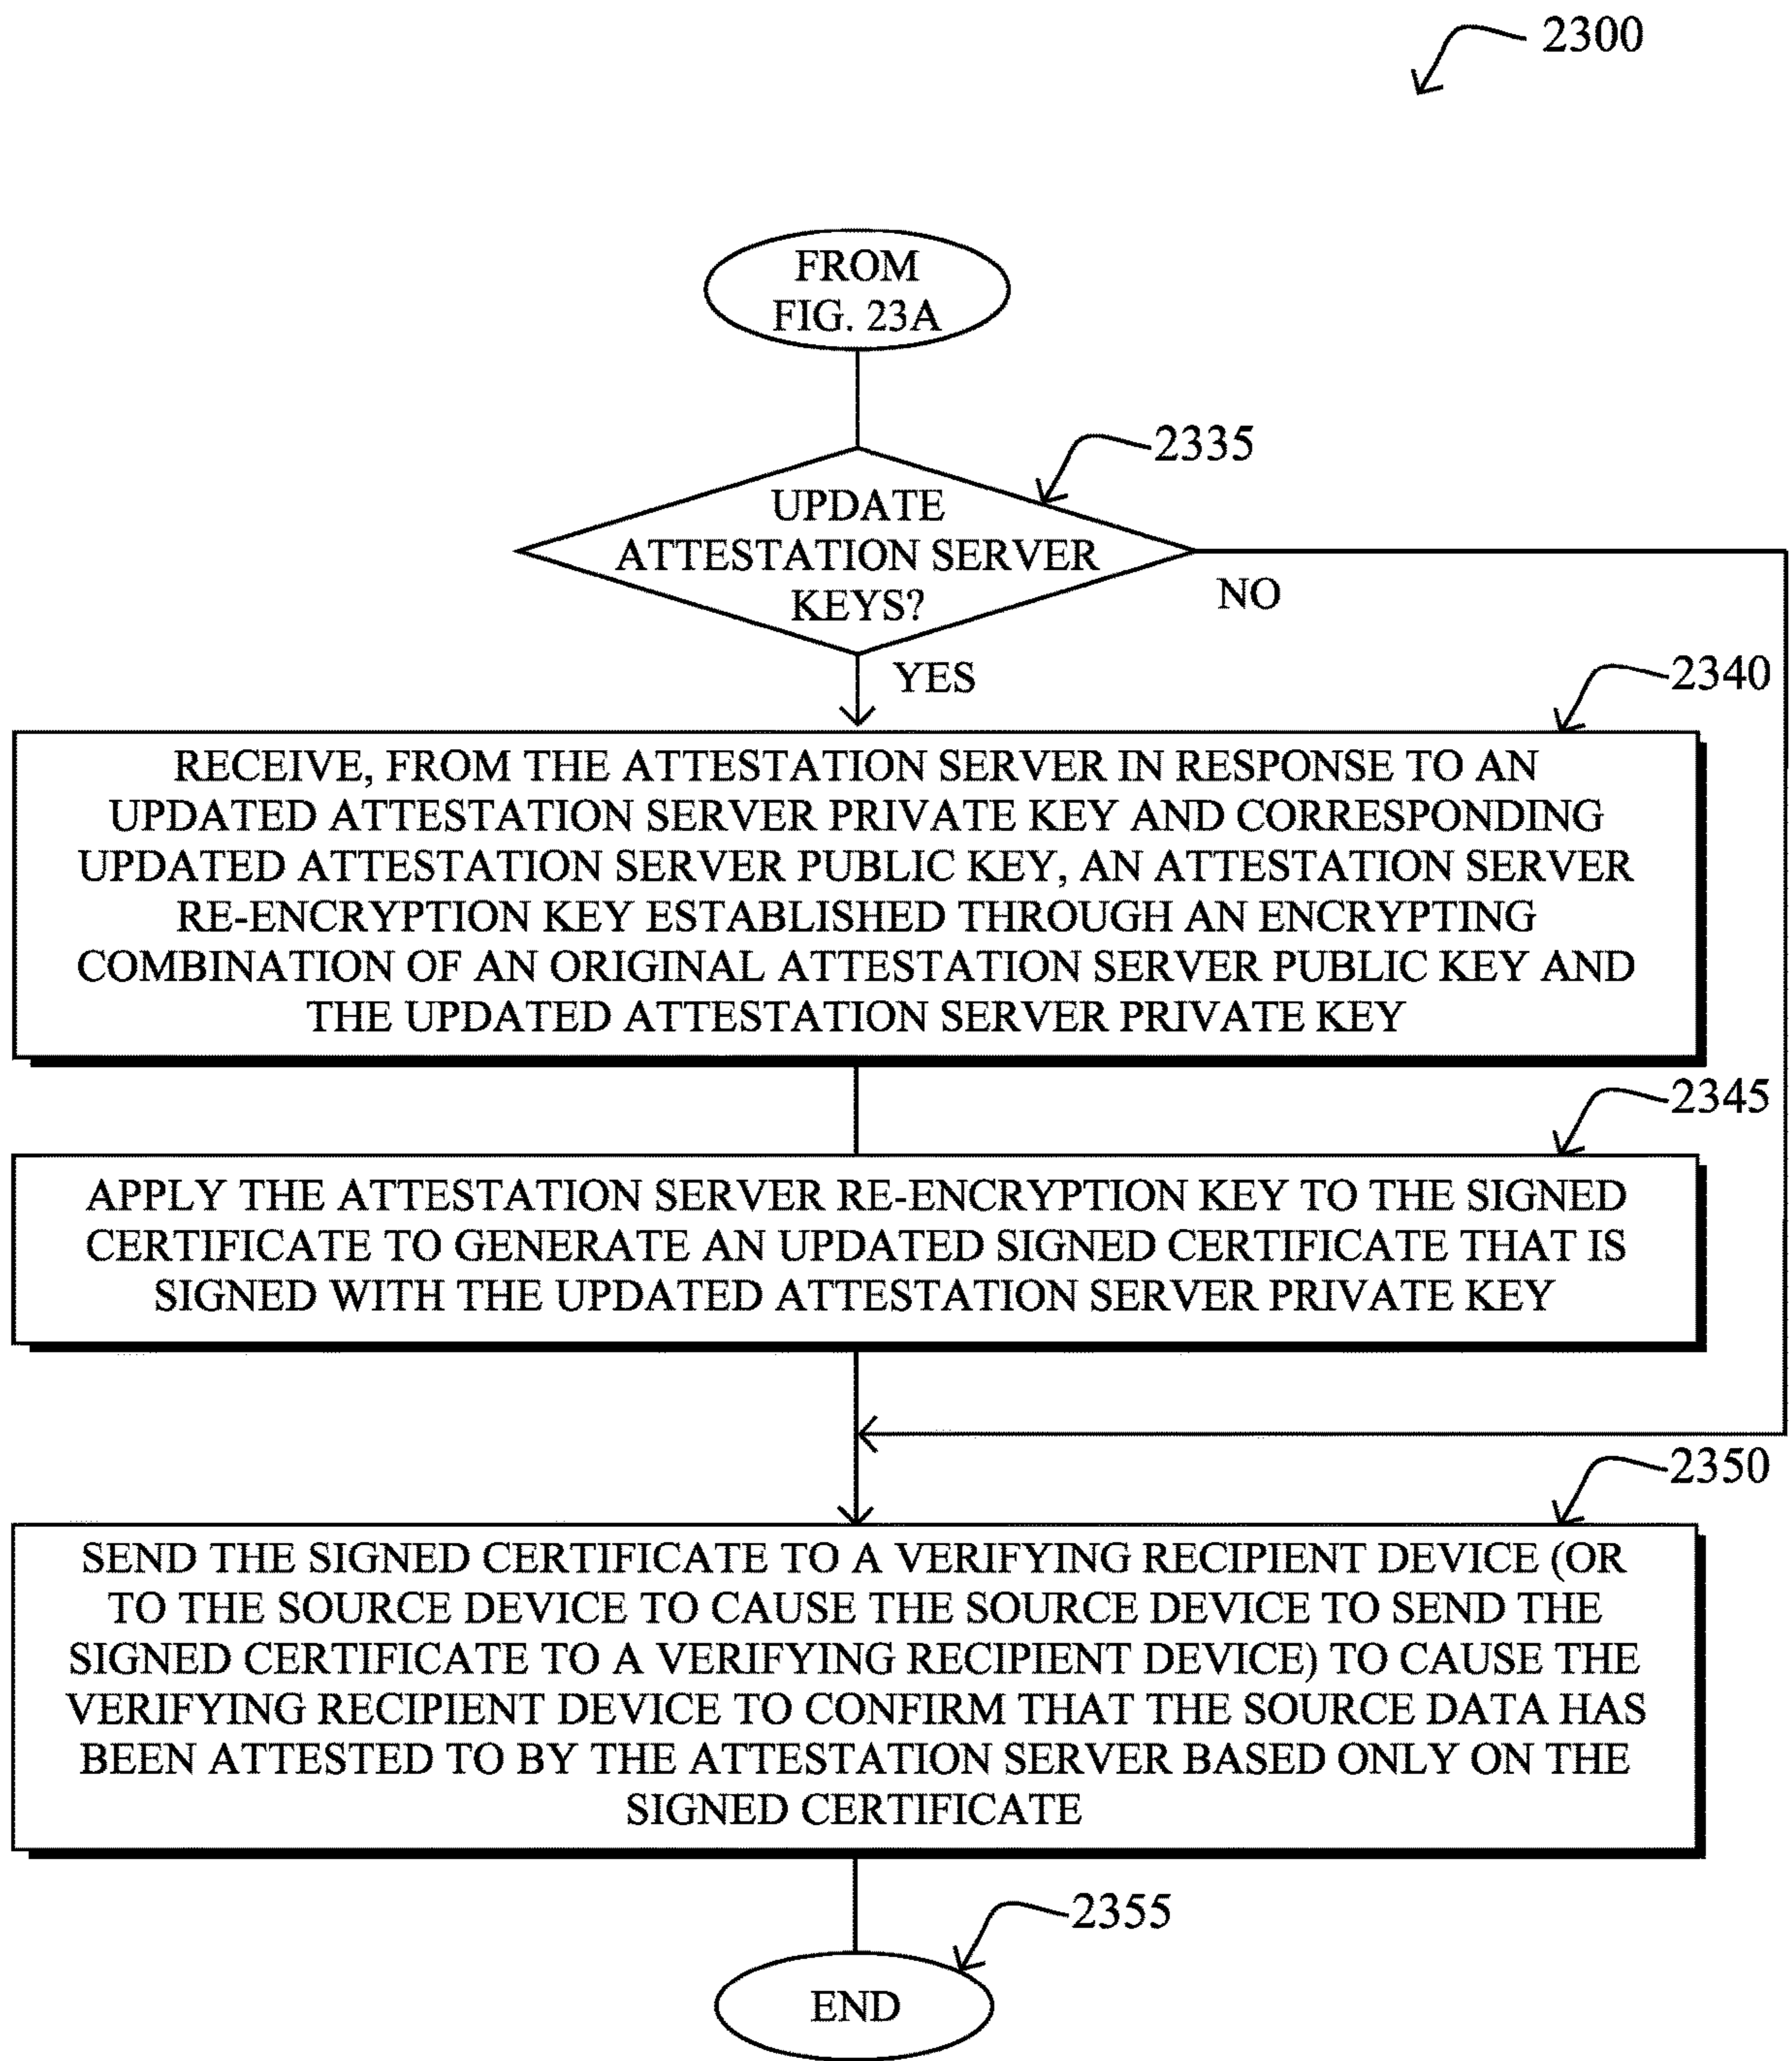 2300
FROM
FIG. 23A
2335
UPDATE
ATTESTATION SERVER
KEYS?
NO
YES
2340
RECEIVE, FROM THE ATTESTATION SERVER IN RESPONSE TO AN
UPDATED ATTESTATION SERVER PRIVATE KEY AND CORRESPONDING
UPDATED ATTESTATION SERVER PUBLIC KEY, AN ATTESTATION SERVER
RE-ENCRYPTION KEY ESTABLISHED THROUGH AN ENCRYPTING
COMBINATION OF AN ORIGINAL ATTESTATION SERVER PUBLIC KEY AND
THE UPDATED ATTESTATION SERVER PRIVATE KEY
2345
APPLY THE ATTESTATION SERVER RE-ENCRYPTION KEY TO THE SIGNED
CERTIFICATE TO GENERATE AN UPDATED SIGNED CERTIFICATE THAT IS
SIGNED WITH THE UPDATED ATTESTATION SERVER PRIVATE KEY
2350
SEND THE SIGNED CERTIFICATE TO A VERIFYING RECIPIENT DEVICE (OR
TO THE SOURCE DEVICE TO CAUSE THE SOURCE DEVICE TO SEND THE
SIGNED CERTIFICATE TO A VERIFYING RECIPIENT DEVICE) TO CAUSE THE
VERIFYING RECIPIENT DEVICE TO CONFIRM THAT THE SOURCE DATA HAS
BEEN ATTESTED TO BY THE ATTESTATION SERVER BASED ONLY ON THE
SIGNED CERTIFICATE
2355
END